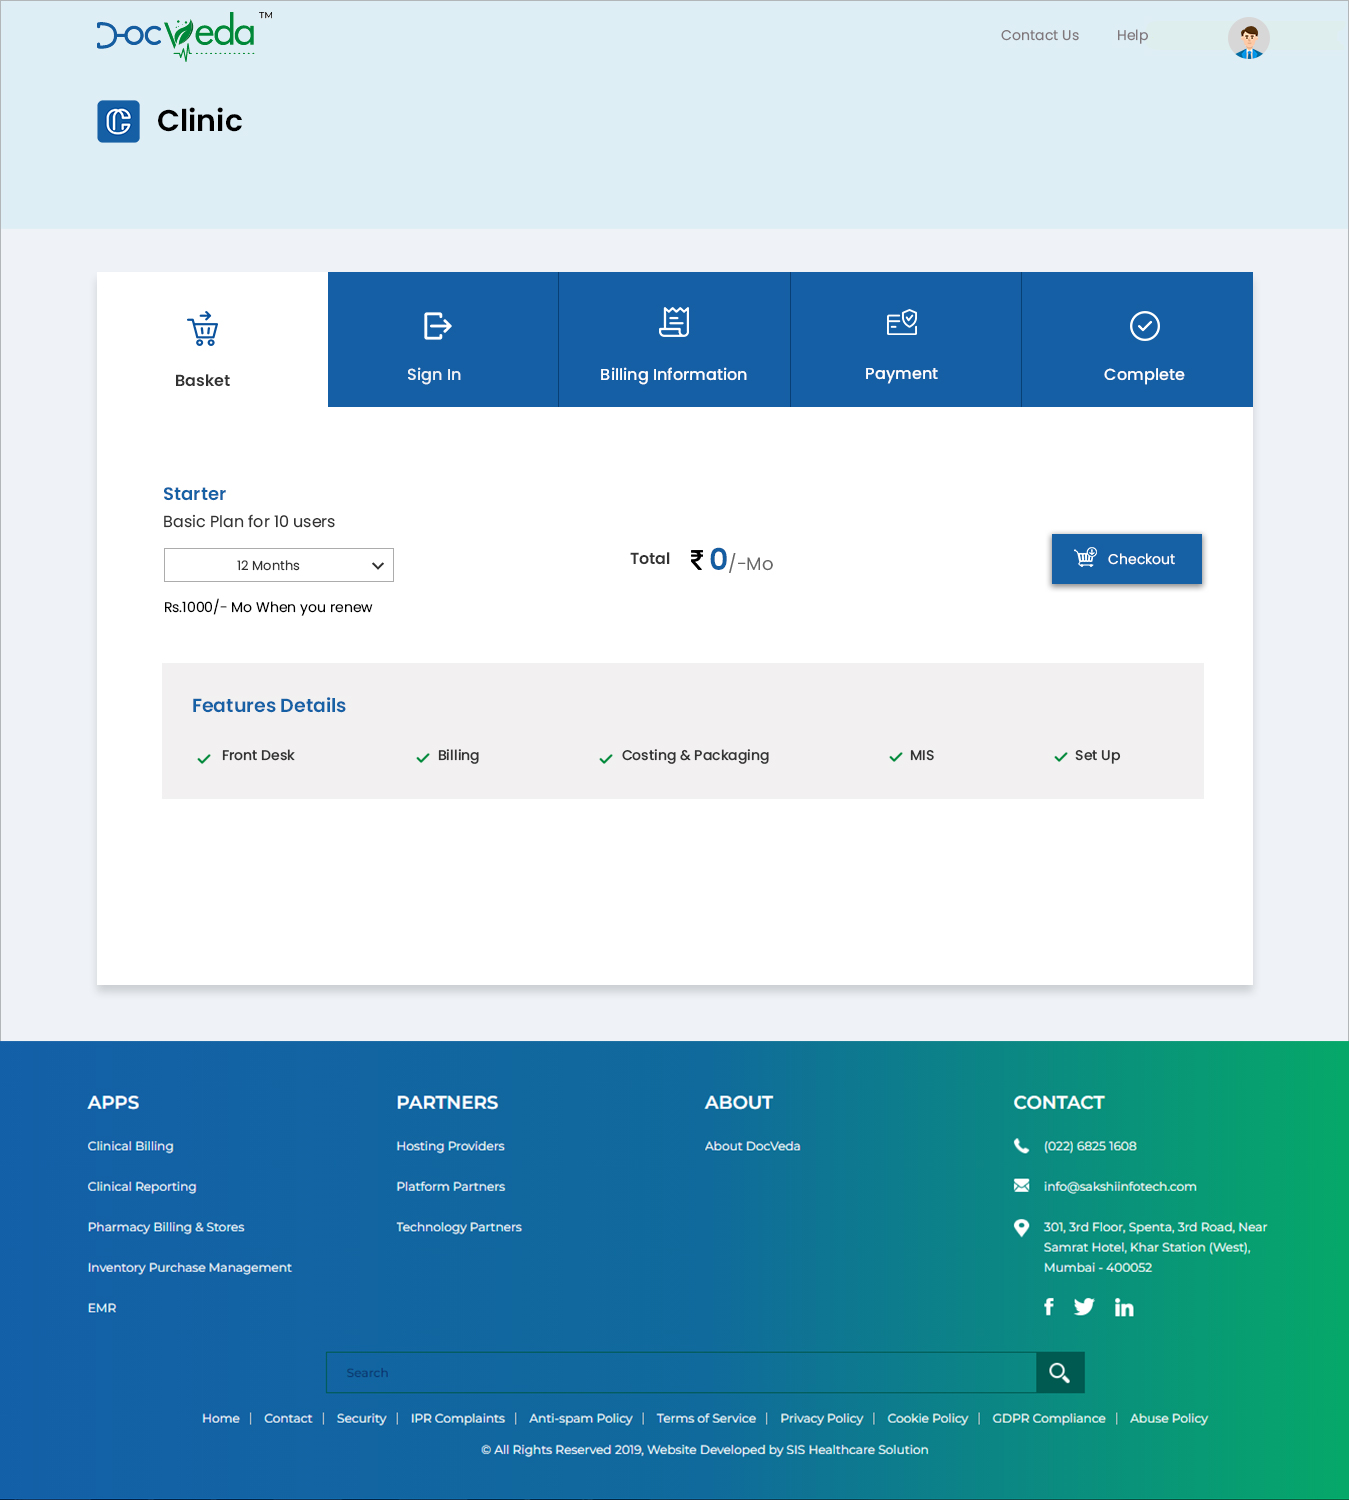 DocVeda™
Contact Us
Help
Clinic
Basket
Sign In
Billing Information
Payment
Complete
Starter
Basic Plan for 10 users
12 Months
Total ₹ 0/-Mo
Checkout
Rs.1000/- Mo When you renew
Features Details
Front Desk
Billing
Costing & Packaging
MIS
Set Up
APPS
Clinical Billing
Clinical Reporting
Pharmacy Billing & Stores
Inventory Purchase Management
EMR
PARTNERS
Hosting Providers
Platform Partners
Technology Partners
ABOUT
About DocVeda
CONTACT
(022) 6825 1608
info@sakshiinfotech.com
301, 3rd Floor, Spenta, 3rd Road, Near
Samrat Hotel, Khar Station (West),
Mumbai - 400052
Search
Home | Contact | Security | IPR Complaints | Anti-spam Policy | Terms of Service | Privacy Policy | Cookie Policy | GDPR Compliance | Abuse Policy
© All Rights Reserved 2019, Website Developed by SIS Healthcare Solution